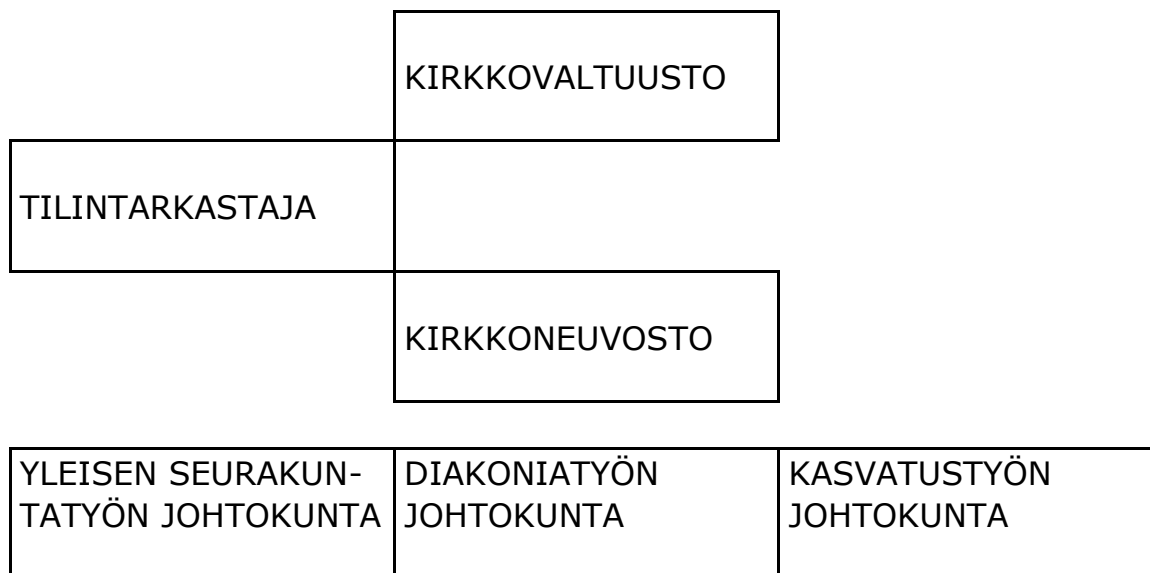 KIRKKOVALTUUSTO
TILINTARKASTAJA
KIRKKONEUVOSTO
YLEISEN SEURAKUN-
TATYÖN JOHTOKUNTA
DIAKONIATYÖN
JOHTOKUNTA
KASVATUSTYÖN
JOHTOKUNTA